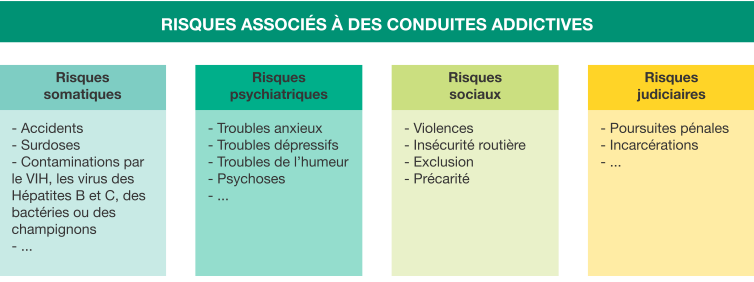 RISQUES ASSOCIÉS À DES CONDUITES ADDICTIVES
Risques
somatiques
- Accidents
- Surdoses
- Contaminations par
le VIH, les virus des
Hépatites B et C, des
bactéries ou des
champignons
- ...
Risques
psychiatriques
- Troubles anxieux
- Troubles dépressifs
- Troubles de l'humeur
- Psychoses
- ...
Risques
sociaux
- Violences
- Insécurité routière
- Exclusion
- Précarité
Risques
judiciaires
- Poursuites pénales
- Incarcérations
- ...